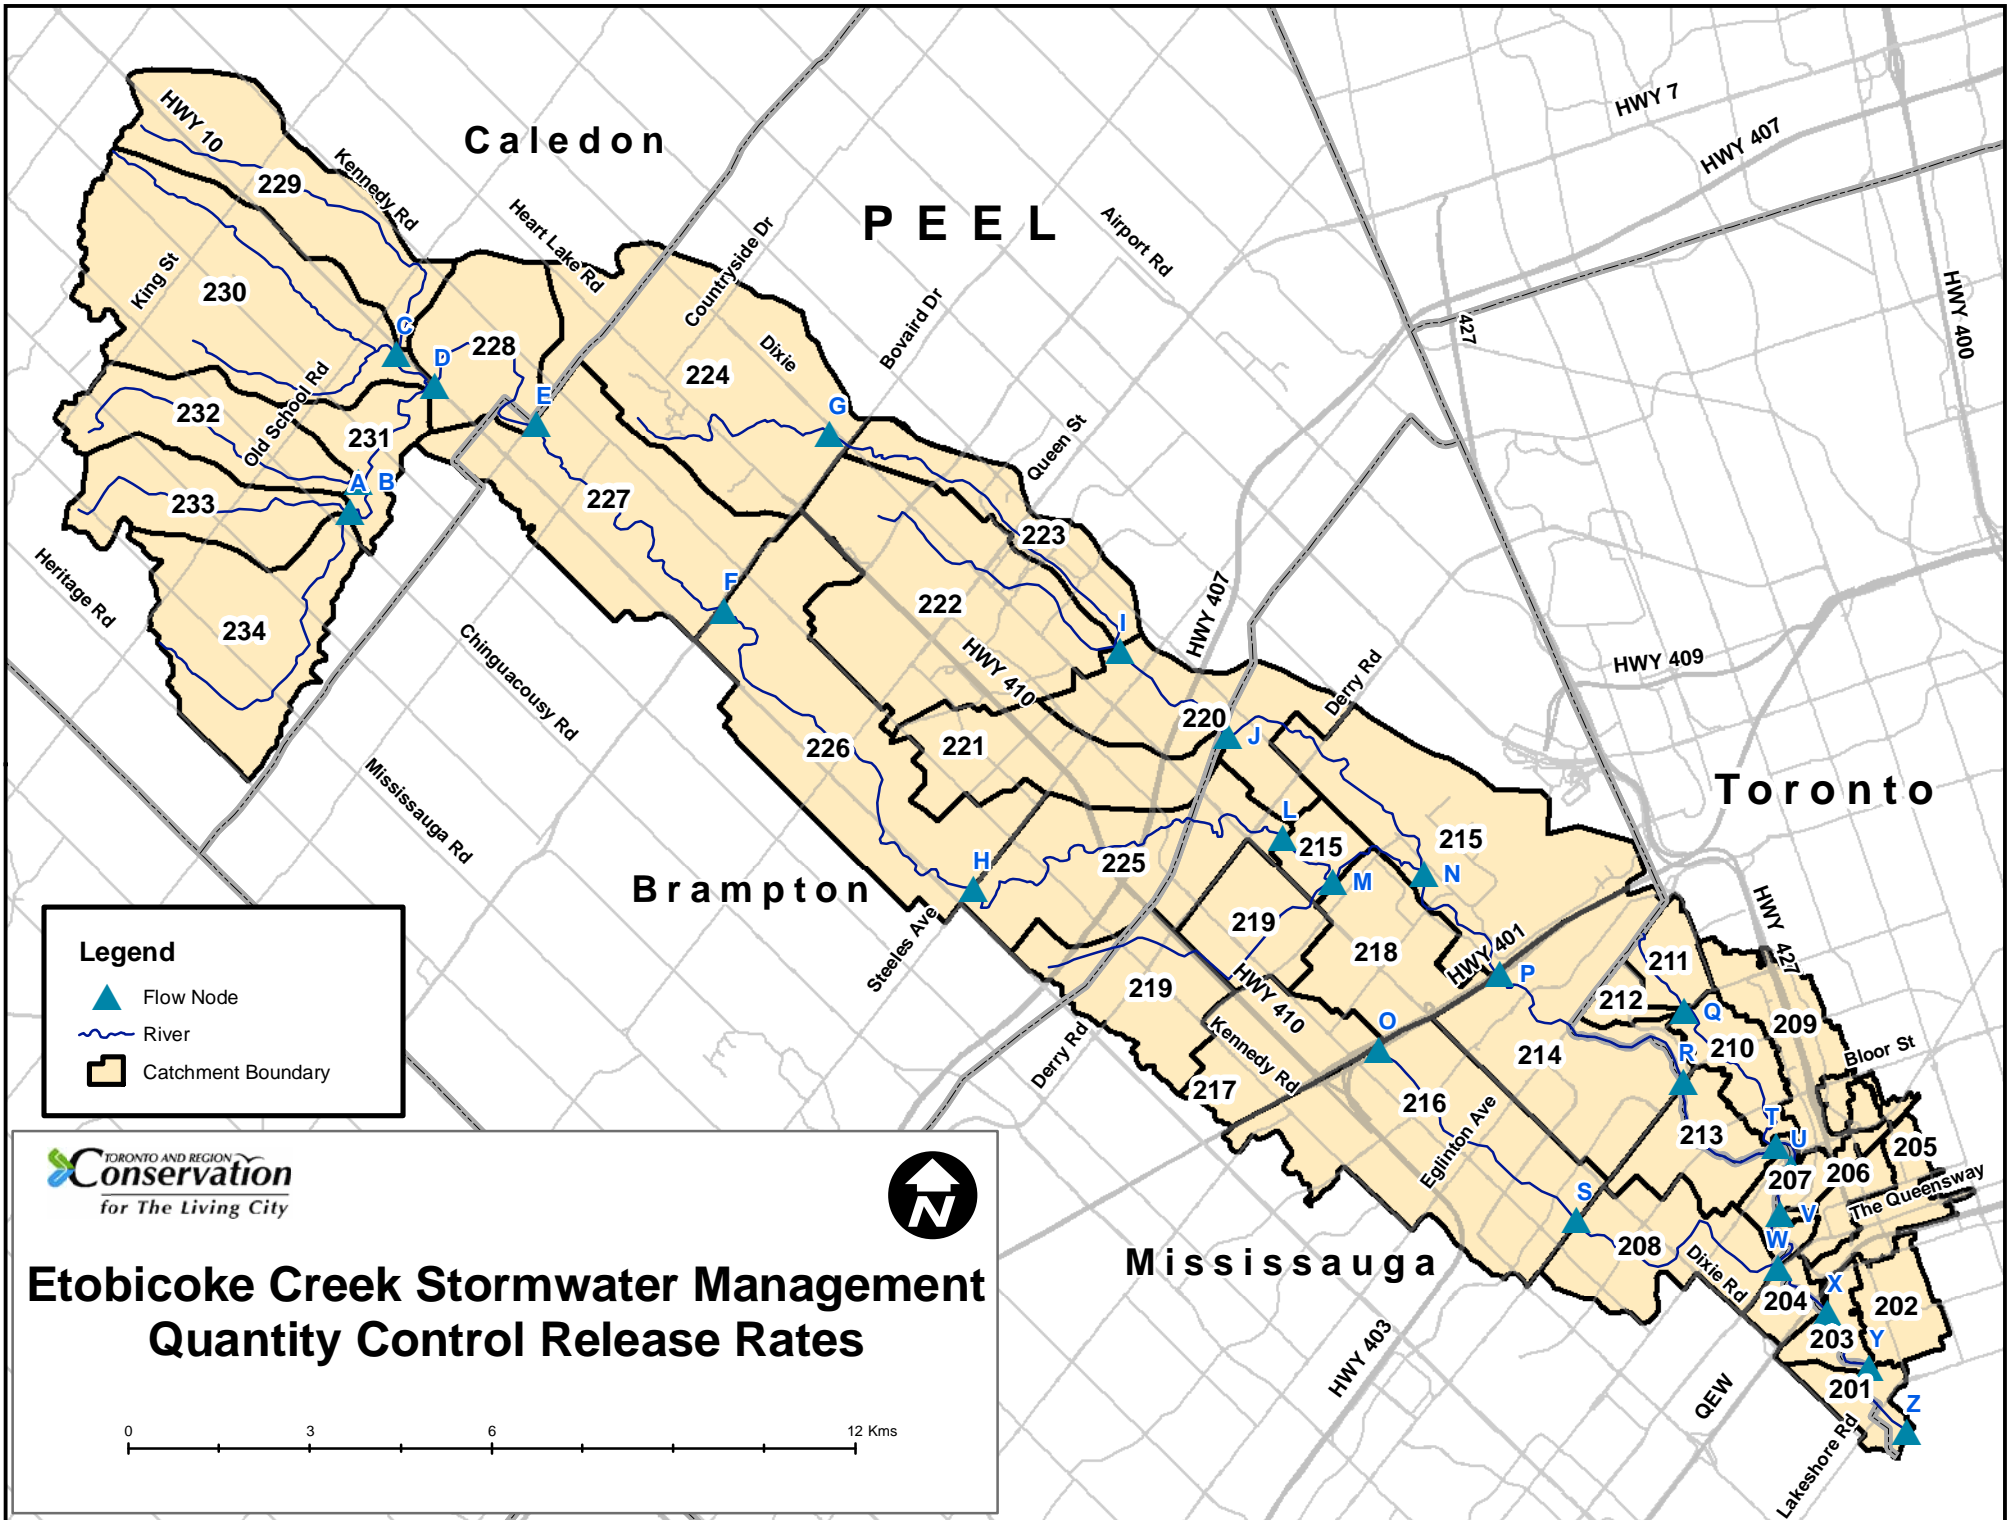 HWY 7
HWY 10
HWY 407
Caledon
Kennedy Rd
229
Heart Lake Rd
PEEL
Airport Rd
Countryside Dr
King St
230
HWY 400
427
Bovaird Dr
C
D
228
Dixie
224
Old School Rd
E
G
232
231
Queen St
A
B
233
227
223
Heritage Rd
F
222
HWY 407
I
234
HWY 409
Chinguacousy Rd
HWY 410
Derry Rd
226
221
220
J
Mississauga Rd
Toronto
L
215
215
225
H
M
N
Brampton
Steeles Ave
219
218
HWY 401
HWY 427
Legend
Flow Node
River
Catchment Boundary
219
HWY 410
P
211
212
Q
209
O
Kennedy Rd
Derry Rd
214
R
210
Bloor St
217
216
Eglinton Ave
T
213
U
205
207
206
The Queensway
S
V
208
W
Mississauga
Dixie Rd
X
204
202
203
Y
HWY 403
201
Z
QEW
Lakeshore Rd
TORONTO AND REGION
Conservation
for The Living City
N
Etobicoke Creek Stormwater Management
Quantity Control Release Rates
0 3 6 12 Kms